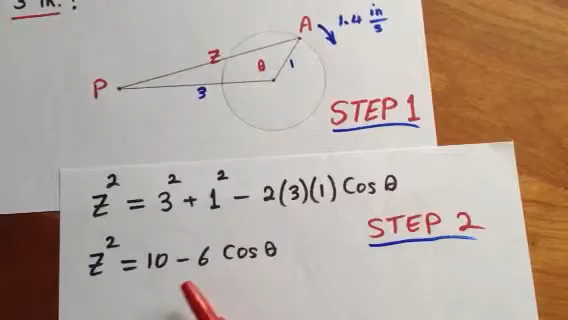 3 in. ?
A 1.4 in/s
Z θ 1
P 3
STEP 1
Z² = 3² + 1² - 2(3)(1) Cos θ
STEP 2
Z² = 10 - 6 Cos θ